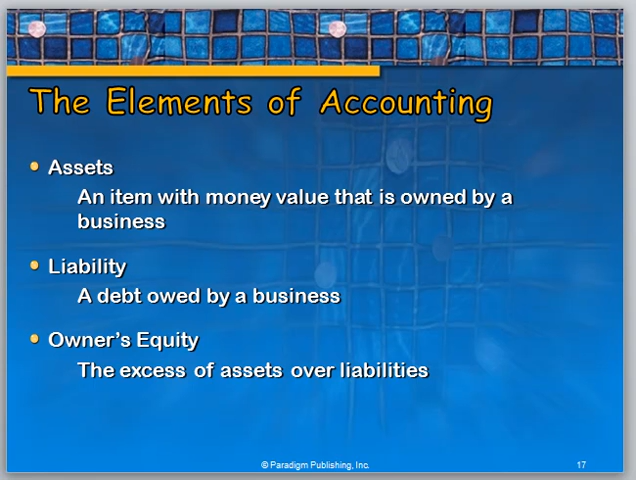 The Elements of Accounting
• Assets
An item with money value that is owned by a
business
• Liability
A debt owed by a business
• Owner's Equity
The excess of assets over liabilities
© Paradigm Publishing, Inc.
17